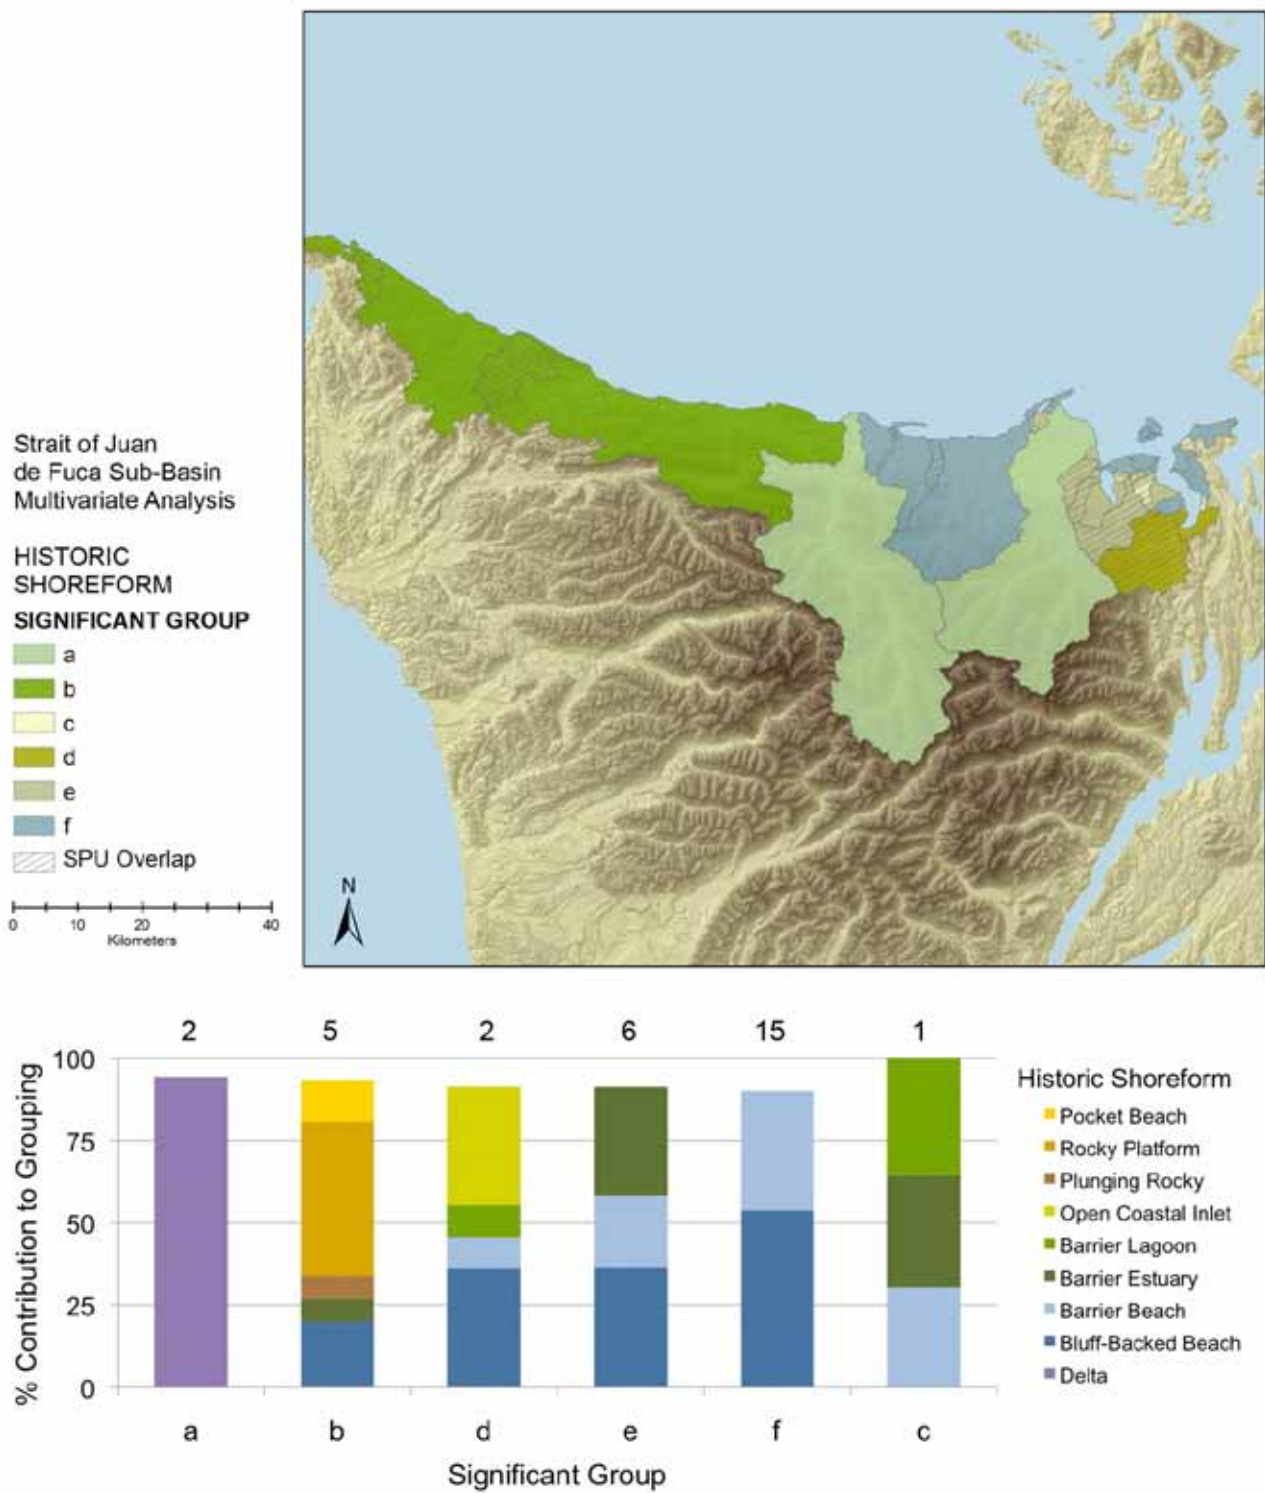 Strait of Juan
de Fuca Sub-Basin
Multivariate Analysis
HISTORIC
SHOREFORM
SIGNIFICANT GROUP
a
b
c
d
e
f
SPU Overlap
0 10 20 40
Kilometers
N
2 5 2 6 15 1
% Contribution to Grouping
100
75
50
25
0
a b d e f c
Significant Group
Historic Shoreform
Pocket Beach
Rocky Platform
Plunging Rocky
Open Coastal Inlet
Barrier Lagoon
Barrier Estuary
Barrier Beach
Bluff-Backed Beach
Delta